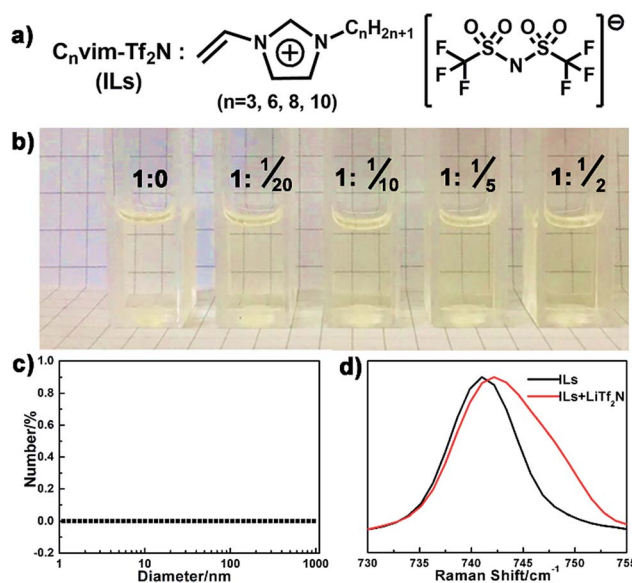 a)
CₙVim-Tf₂N :
(ILs)
N
⊕
N
CₙH₂ₙ₊₁
(n=3, 6, 8, 10)
O O O O
S S
F N F
F F
F F
⊖
b)
1:0 1: 1/20 1: 1/10 1: 1/5 1: 1/2
c)
Number/%
1.0
0.8
0.6
0.4
0.2
0.0
-0.2
1 10 100 1000
Diameter/nm
d)
ILs
ILs+LiTf₂N
730 735 740 745 750 755
Raman Shift/cm⁻¹